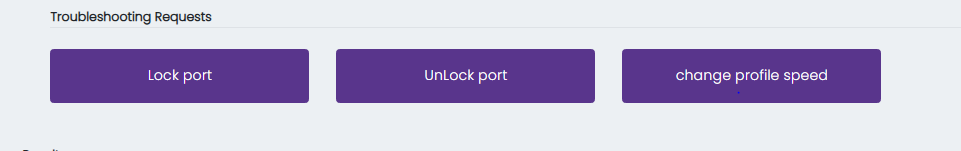 Troubleshooting Requests
Lock port
UnLock port
change profile speed